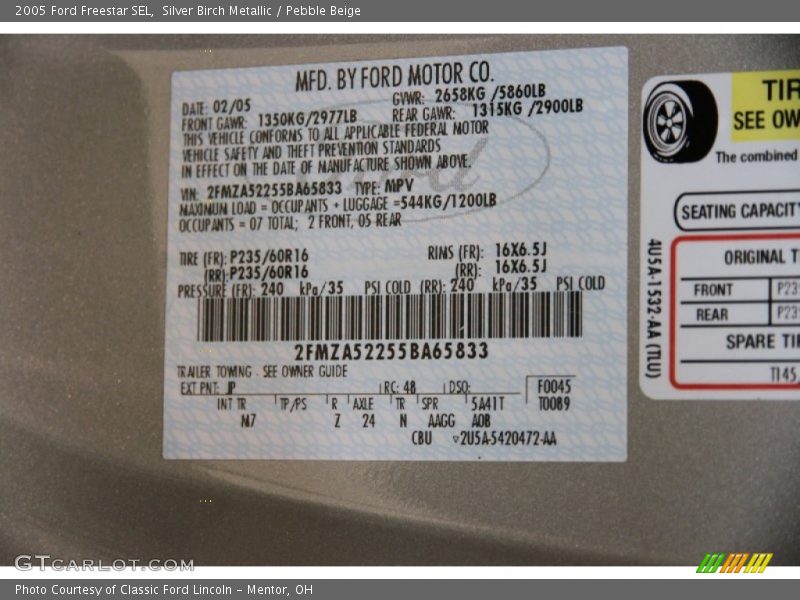 2005 Ford Freestar SEL, Silver Birch Metallic / Pebble Beige
MFD. BY FORD MOTOR CO.
DATE: 02/05 GVWR: 2658KG /5860LB
FRONT GAWR: 1350KG/2977LB REAR GAWR: 1315KG /2900LB
THIS VEHICLE CONFORMS TO ALL APPLICABLE FEDERAL MOTOR
VEHICLE SAFETY AND THEFT PREVENTION STANDARDS
IN EFFECT ON THE DATE OF MANUFACTURE SHOWN ABOVE.
VIN: 2FMZA52255BA65833 TYPE: MPV
MAXIMUM LOAD = OCCUPANTS + LUGGAGE =544KG/1200LB
OCCUPANTS = 07 TOTAL; 2 FRONT, 05 REAR
TIRE (FR): P235/60R16 RIMS (FR): 16X6.5J
(RR): P235/60R16 (RR): 16X6.5J
PRESSURE (FR): 240 kPa/35 PSI COLD (RR): 240 kPa/35 PSI COLD
2FMZA52255BA65833
TRAILER TOWING - SEE OWNER GUIDE
EXT PNT: JP RC: 48 DSO: F0045
INT TR TP/PS R AXLE TR SPR 5A41T T0089
M7 Z 24 N AAGG A0B
CBU ▿2U5A-5420472-AA
TIR
SEE OW
The combined
SEATING CAPACITY
ORIGINAL T
FRONT P23
REAR P23
SPARE TI
T145
4U5A-1532-AA (TLU)
GTCARLOT.COM
Photo Courtesy of Classic Ford Lincoln - Mentor, OH